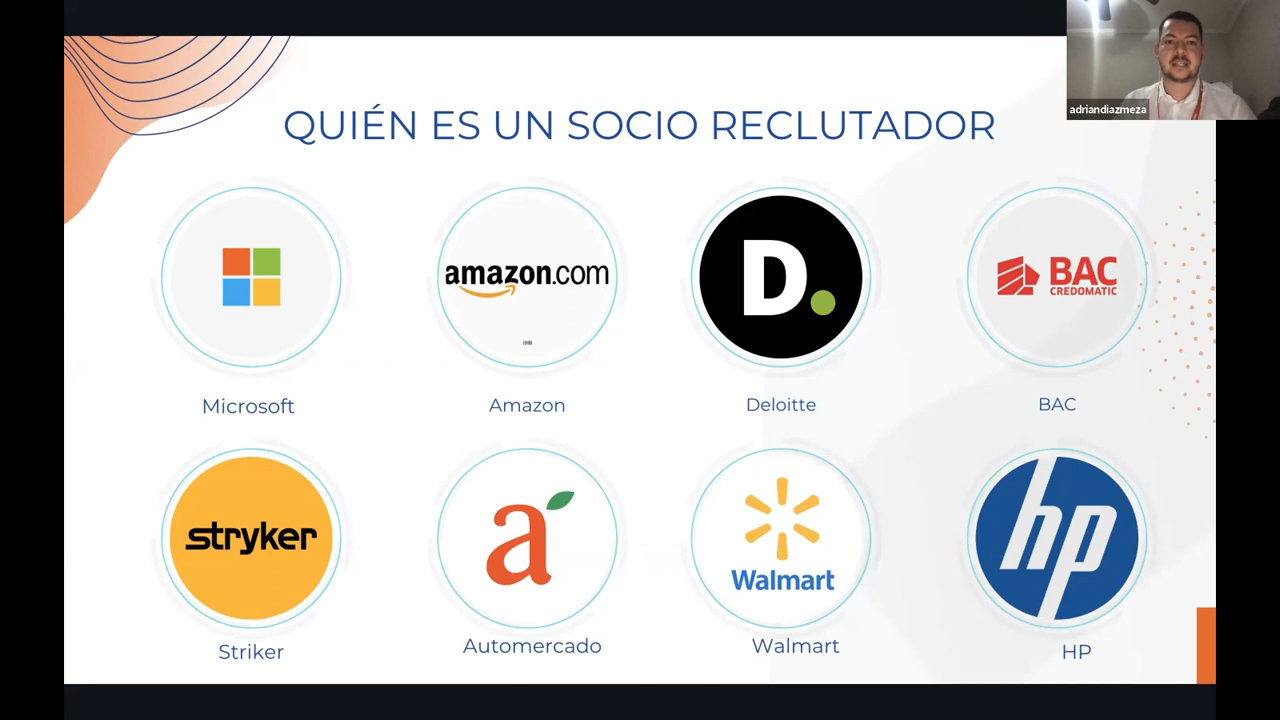 adriandiazmeza
QUIÉN ES UN SOCIO RECLUTADOR
amazon.com
1998
D.
BAC
CREDOMATIC
Microsoft
Amazon
Deloitte
BAC
stryker
a
Walmart
hp
Striker
Automercado
Walmart
HP